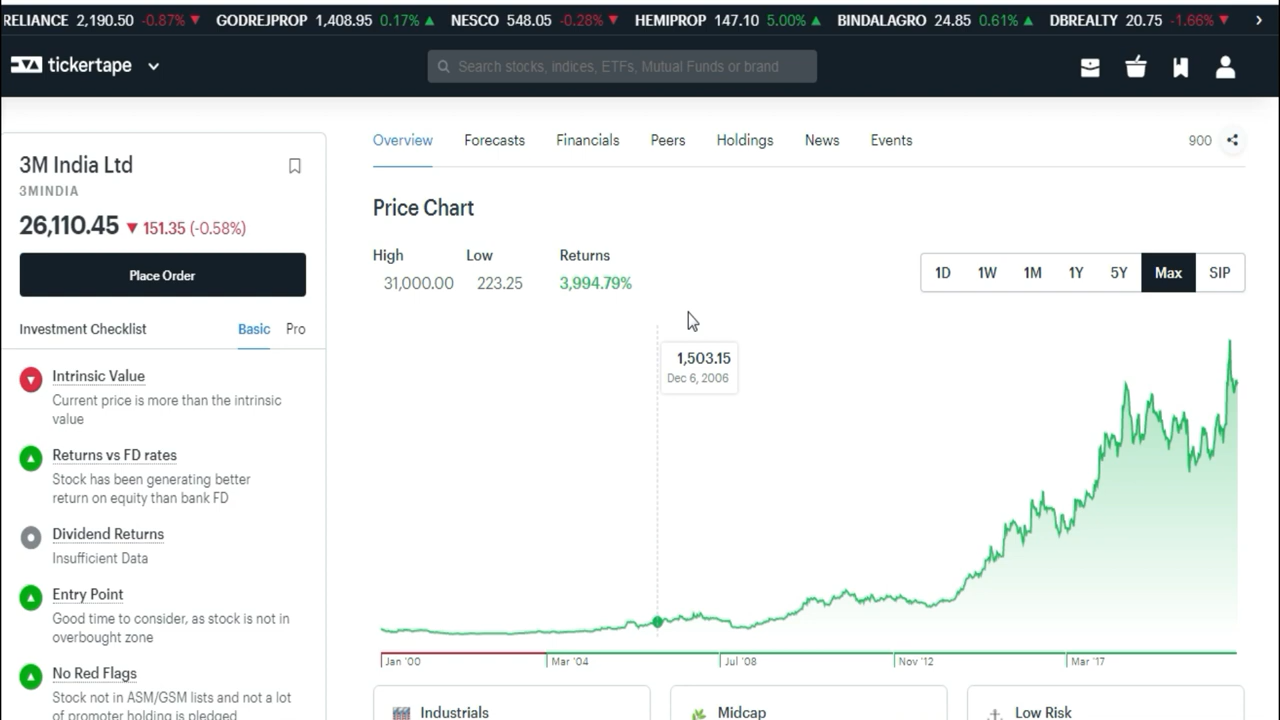 RELIANCE 2,190.50 -0.87% ▼ GODREJPROP 1,408.95 0.17% ▲ NESCO 548.05 -0.28% ▼ HEMIPROP 147.10 5.00% ▲ BINDALAGRO 24.85 0.61% ▲ DBREALTY 20.75 -1.66% ▼
tickertape
Search stocks, indices, ETFs, Mutual Funds or brand
3M India Ltd
3MINDIA
26,110.45 ▼ 151.35 (-0.58%)
Place Order
Investment Checklist Basic Pro
Intrinsic Value
Current price is more than the intrinsic
value
Returns vs FD rates
Stock has been generating better
return on equity than bank FD
Dividend Returns
Insufficient Data
Entry Point
Good time to consider, as stock is not in
overbought zone
No Red Flags
Stock not in ASM/GSM lists and not a lot
of promoter holding is pledged
Overview Forecasts Financials Peers Holdings News Events 900
Price Chart
High Low Returns
31,000.00 223.25 3,994.79%
1D 1W 1M 1Y 5Y Max SIP
1,503.15
Dec 6, 2006
Jan '00 Mar '04 Jul '08 Nov '12 Mar '17
Industrials Midcap Low Risk